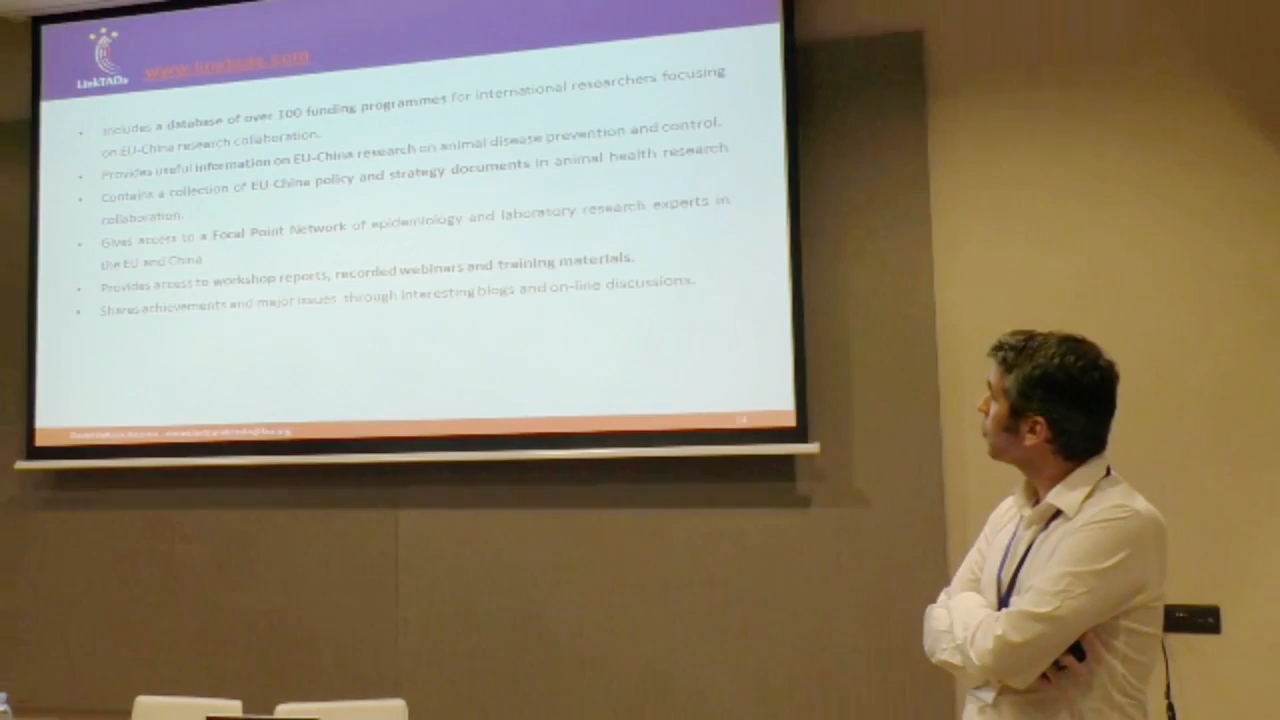 LinkTADs
www.linktads.com
Includes a database of over 100 funding programmes for international researchers focusing
on EU-China research collaboration.
Provides useful information on EU-China research on animal disease prevention and control.
Contains a collection of EU-China policy and strategy documents in animal health research
collaboration.
Gives access to a Focal Point Network of epidemiology and laboratory research experts in
the EU and China
Provides access to workshop reports, recorded webinars and training materials.
Shares achievements and major issues through interesting blogs and on-line discussions.